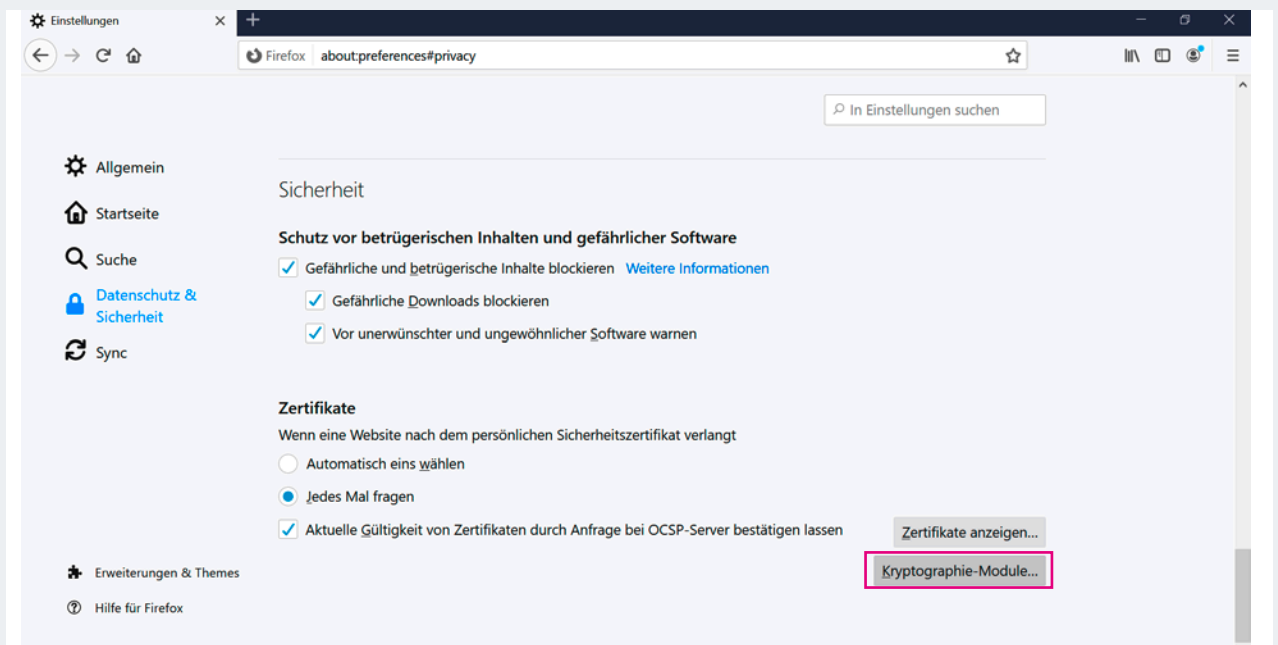 Einstellungen
Firefox about:preferences#privacy
In Einstellungen suchen
Allgemein
Startseite
Suche
Datenschutz &
Sicherheit
Sync
Erweiterungen & Themes
Hilfe für Firefox
Sicherheit
Schutz vor betrügerischen Inhalten und gefährlicher Software
Gefährliche und betrügerische Inhalte blockieren Weitere Informationen
Gefährliche Downloads blockieren
Vor unerwünschter und ungewöhnlicher Software warnen
Zertifikate
Wenn eine Website nach dem persönlichen Sicherheitszertifikat verlangt
Automatisch eins wählen
Jedes Mal fragen
Aktuelle Gültigkeit von Zertifikaten durch Anfrage bei OCSP-Server bestätigen lassen
Zertifikate anzeigen...
Kryptographie-Module...